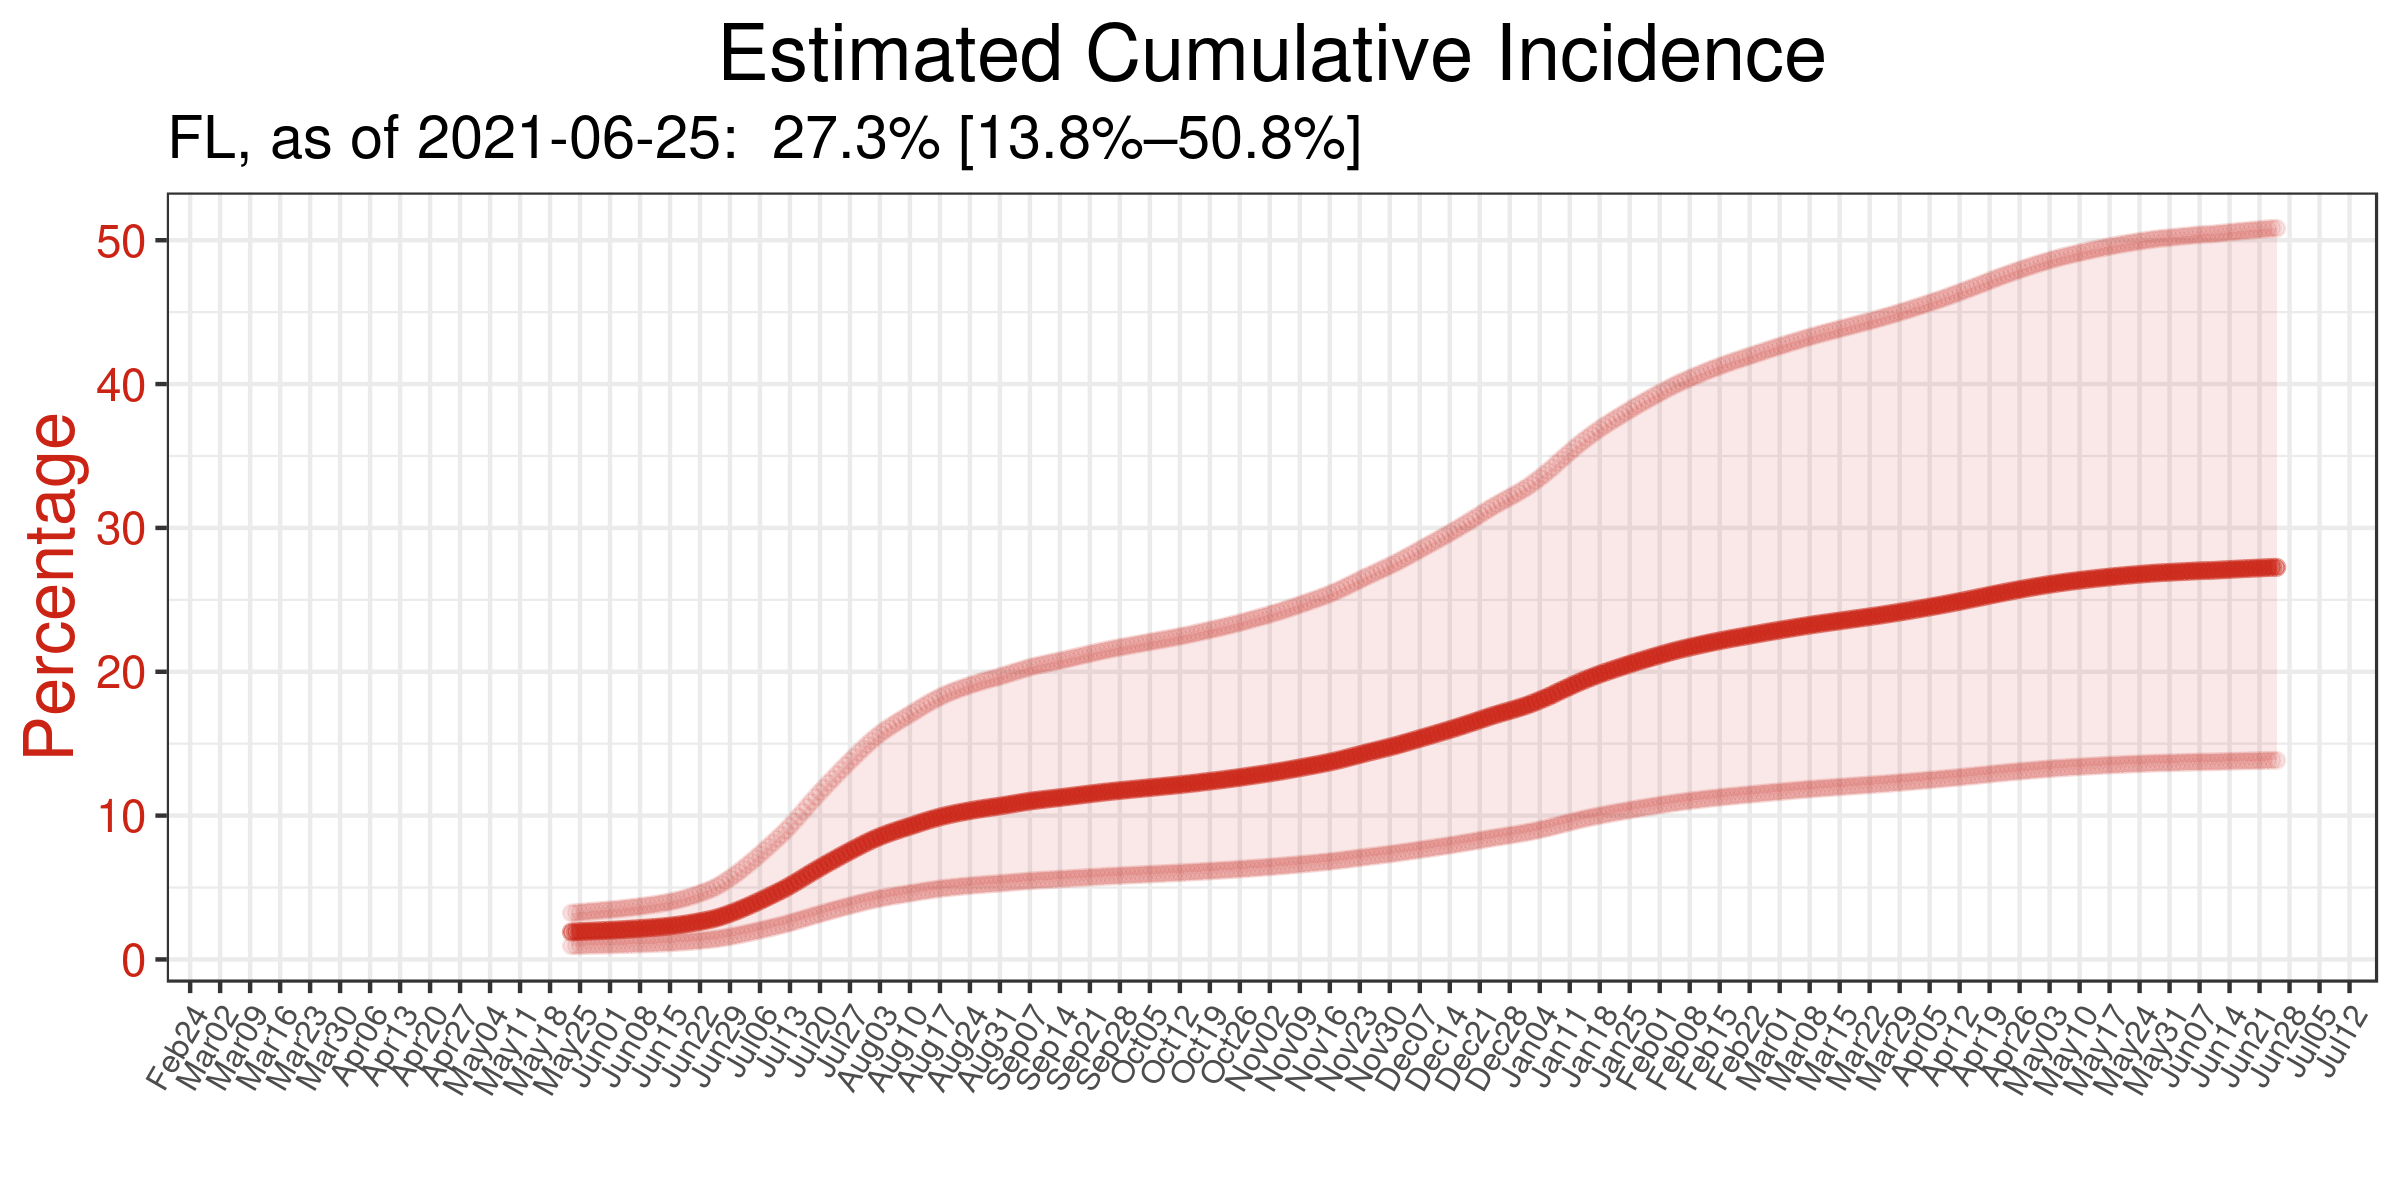 Estimated Cumulative Incidence
FL, as of 2021-06-25:  27.3% [13.8%–50.8%]
Percentage
50
40
30
20
10
0
Feb24
Mar02
Mar09
Mar16
Mar23
Mar30
Apr06
Apr13
Apr20
Apr27
May04
May11
May18
May25
Jun01
Jun08
Jun15
Jun22
Jun29
Jul06
Jul13
Jul20
Jul27
Aug03
Aug10
Aug17
Aug24
Aug31
Sep07
Sep14
Sep21
Sep28
Oct05
Oct12
Oct19
Oct26
Nov02
Nov09
Nov16
Nov23
Nov30
Dec07
Dec14
Dec21
Dec28
Jan04
Jan11
Jan18
Jan25
Feb01
Feb08
Feb15
Feb22
Mar01
Mar08
Mar15
Mar22
Mar29
Apr05
Apr12
Apr19
Apr26
May03
May10
May17
May24
May31
Jun07
Jun14
Jun21
Jun28
Jul05
Jul12